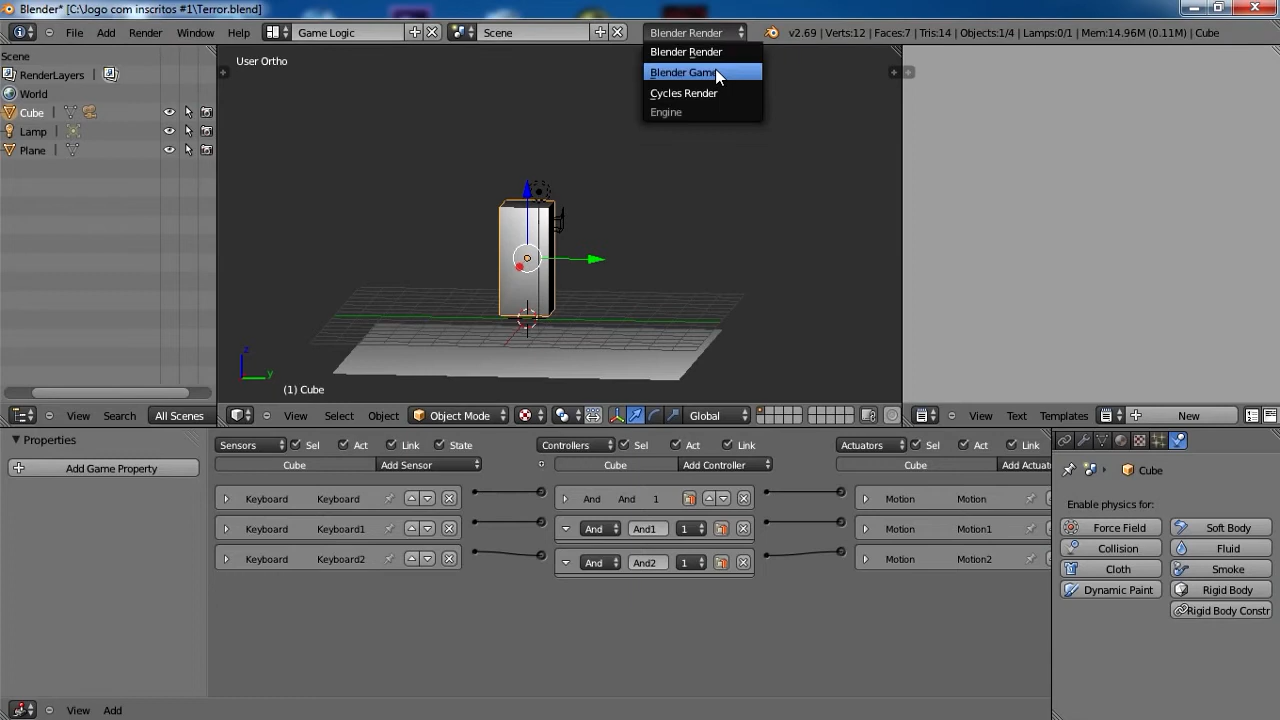 Blender* [C:\Jogo com inscritos #1\Terror.blend]
File Add Render Window Help Game Logic Scene Blender Render v2.69 | Verts:12 | Faces:7 | Tris:14 | Objects:1/4 | Lamps:0/1 | Mem:14.96M (0.11M) | Cube
Blender Render
Blender Game
Cycles Render
Engine
Scene
RenderLayers
World
Cube
Lamp
Plane
User Ortho
z
y
(1) Cube
View Search All Scenes
View Select Object Object Mode Global
View Text Templates New
Properties
Add Game Property
Sensors Sel Act Link State Controllers Sel Act Link Actuators Sel Act Link
Cube Add Sensor Cube Add Controller Cube Add Actuat
Keyboard Keyboard And And 1 Motion Motion
Keyboard Keyboard1 And And1 1 Motion Motion1
Keyboard Keyboard2 And And2 1 Motion Motion2
Cube
Enable physics for:
Force Field Soft Body
Collision Fluid
Cloth Smoke
Dynamic Paint Rigid Body
Rigid Body Constr
View Add